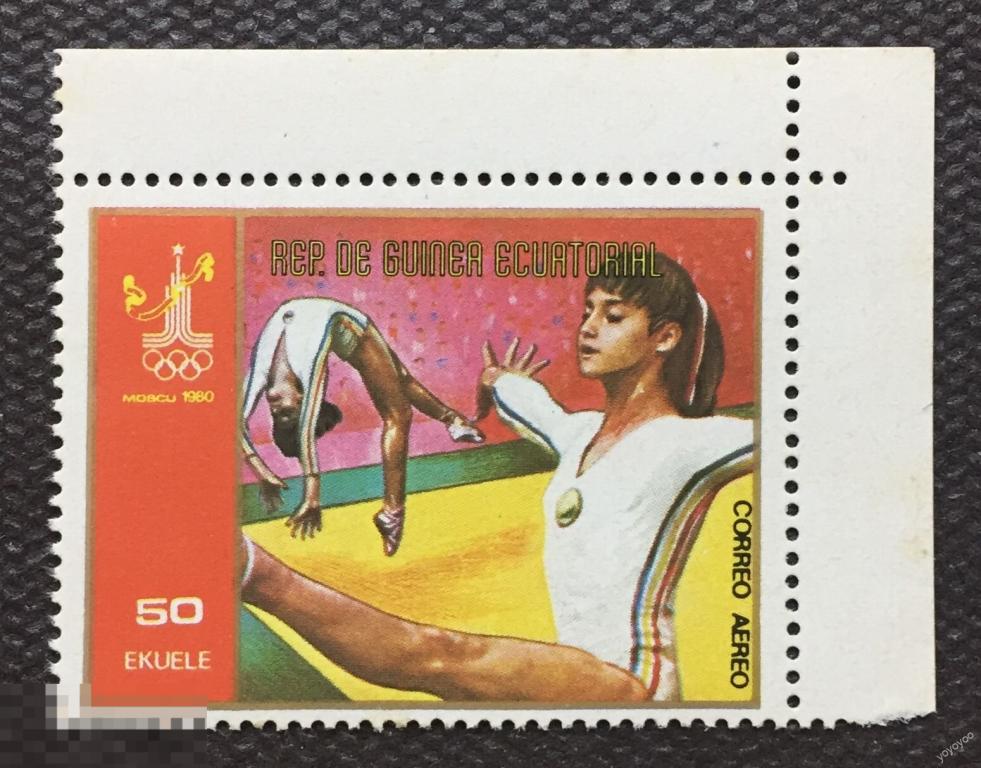 REP. DE GUINEA ECUATORIAL
MOSCU 1980
50
EKUELE
CORREO AEREO
yoyoyoo